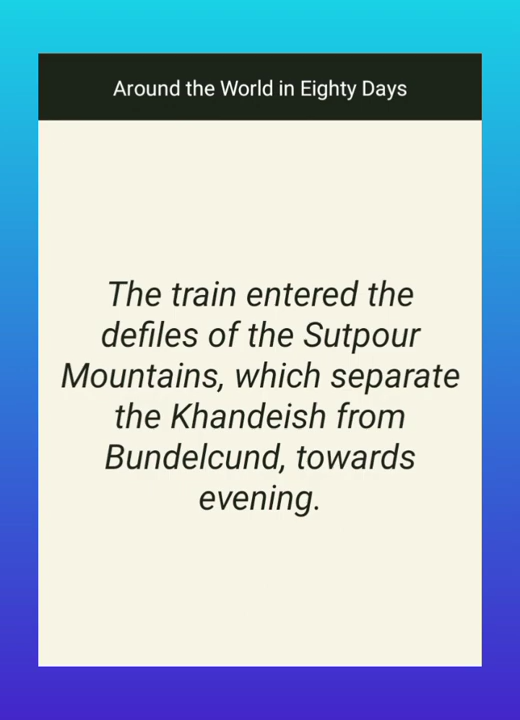 Around the World in Eighty Days
The train entered the
defiles of the Sutpour
Mountains, which separate
the Khandeish from
Bundelcund, towards
evening.